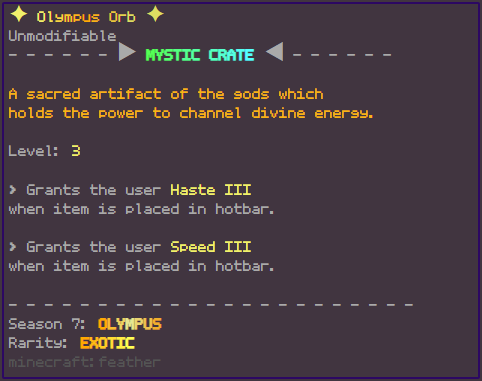 ✦ Olympus Orb ✦
Unmodifiable
- - - - - - ▶ MYSTIC CRATE ◀ - - - - - -
A sacred artifact of the gods which
holds the power to channel divine energy.
Level: 3
> Grants the user Haste III
when item is placed in hotbar.
> Grants the user Speed III
when item is placed in hotbar.
- - - - - - - - - - - - - - - - - - - - - - - -
Season 7: OLYMPUS
Rarity: EXOTIC
minecraft:feather